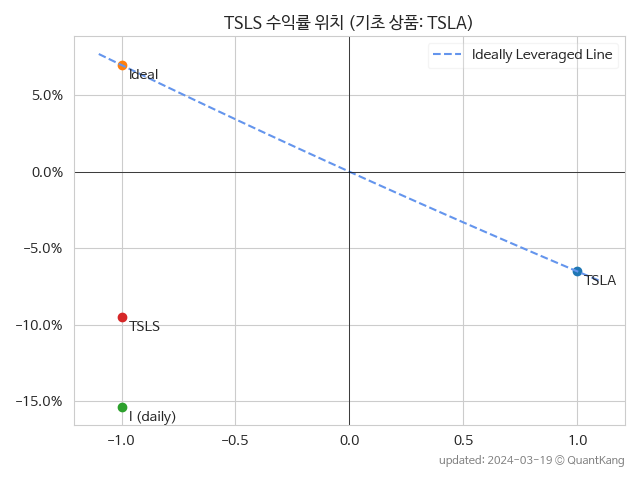 TSLS 수익률 위치 (기초 상품: TSLA)
Ideally Leveraged Line
Ideal
5.0%
0.0%
-5.0%
TSLA
-10.0%
TSLS
-15.0%
I (daily)
-1.0
-0.5
0.0
0.5
1.0
updated: 2024-03-19 © QuantKang